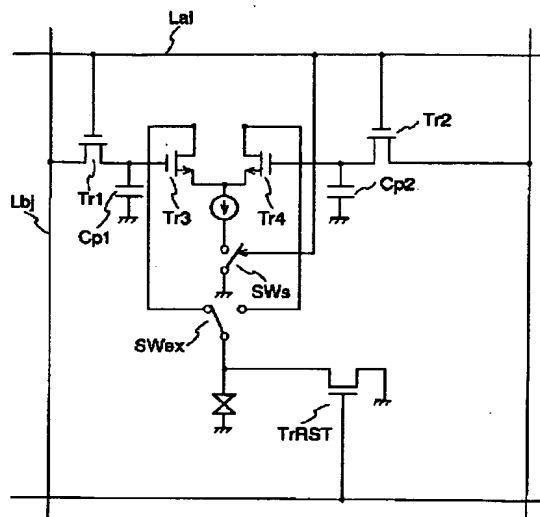 Lai
Tr2
Tr1
Cp1
Tr3
Tr4
Cp2
Lbj
SWs
SWex
TrRST